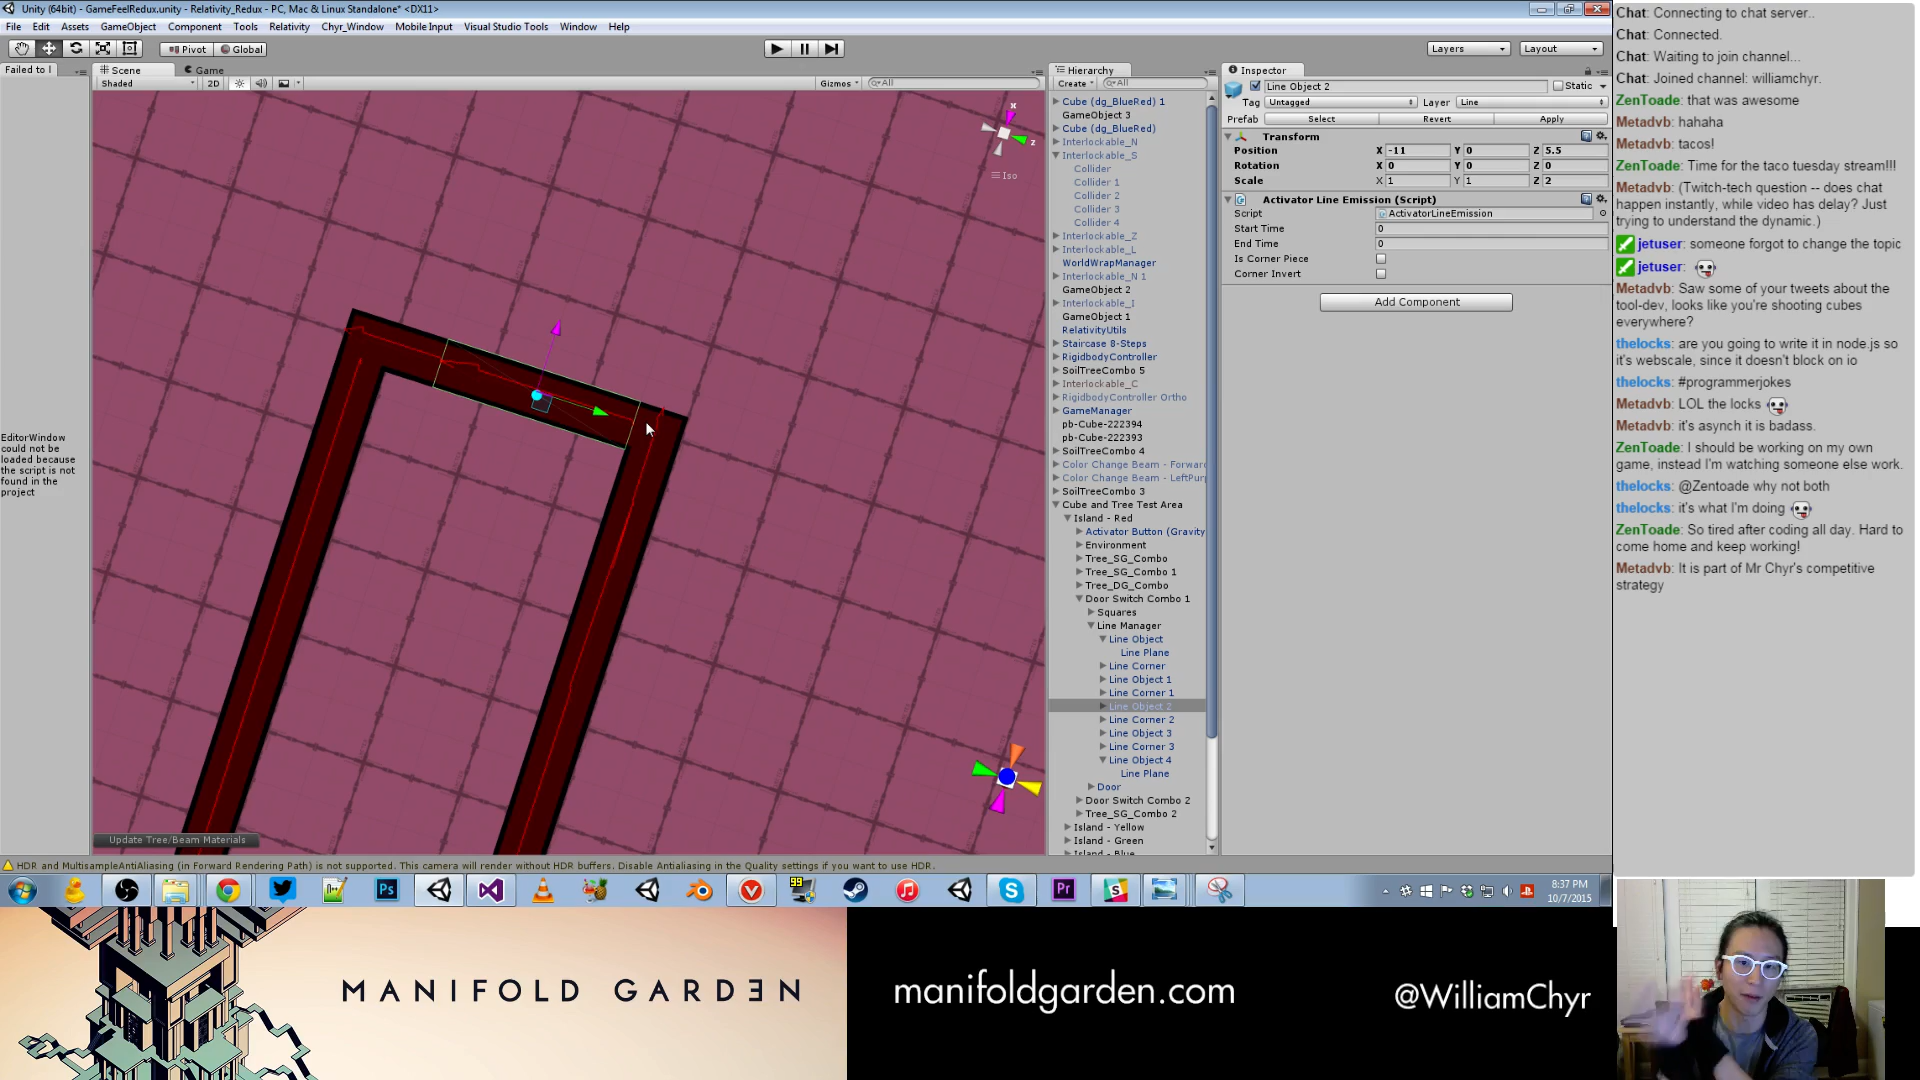 Unity (64bit) - GameFeelRedux.unity - Relativity_Redux - PC, Mac & Linux Standalone* <DX11>
File Edit Assets GameObject Component Tools Relativity Chyr_Window Mobile Input Visual Studio Tools Window Help
Pivot Global Layers Layout
Failed to l
Scene Game
Shaded 2D Gizmos All
EditorWindow
could not be
loaded because
the script is not
found in the
project
x
z
Iso
Update Tree/Beam Materials
Hierarchy
Create All
Cube (dg_BlueRed) 1
GameObject 3
Cube (dg_BlueRed)
Interlockable_N
Interlockable_S
Collider
Collider 1
Collider 2
Collider 3
Collider 4
Interlockable_Z
Interlockable_L
WorldWrapManager
Interlockable_N 1
GameObject 2
Interlockable_I
GameObject 1
RelativityUtils
Staircase 8-Steps
RigidbodyController
SoilTreeCombo 5
Interlockable_C
RigidbodyController Ortho
GameManager
pb-Cube-222394
pb-Cube-222393
SoilTreeCombo 4
Color Change Beam - Forward
Color Change Beam - LeftPurp
SoilTreeCombo 3
Cube and Tree Test Area
Island - Red
Activator Button (Gravity
Environment
Tree_SG_Combo
Tree_SG_Combo 1
Tree_DG_Combo
Door Switch Combo 1
Squares
Line Manager
Line Object
Line Plane
Line Corner
Line Object 1
Line Corner 1
Line Object 2
Line Corner 2
Line Object 3
Line Corner 3
Line Object 4
Line Plane
Door
Door Switch Combo 2
Tree_SG_Combo 2
Island - Yellow
Island - Green
Island - Blue
Inspector
Line Object 2 Static
Tag Untagged Layer Line
Prefab Select Revert Apply
Transform
Position X -11 Y 0 Z 5.5
Rotation X 0 Y 0 Z 0
Scale X 1 Y 1 Z 2
Activator Line Emission (Script)
Script ActivatorLineEmission
Start Time 0
End Time 0
Is Corner Piece
Corner Invert
Add Component
HDR and MultisampleAntiAliasing (in Forward Rendering Path) is not supported. This camera will render without HDR buffers. Disable Antialiasing in the Quality settings if you want to use HDR.
Ps 99 Pr
8:37 PM
10/7/2015
Chat: Connecting to chat server..
Chat: Connected.
Chat: Waiting to join channel...
Chat: Joined channel: williamchyr.
ZenToade: that was awesome
Metadvb: hahaha
Metadvb: tacos!
ZenToade: Time for the taco tuesday stream!!!
Metadvb: (Twitch-tech question -- does chat
happen instantly, while video has delay? Just
trying to understand the dynamic.)
jetuser: someone forgot to change the topic
jetuser:
Metadvb: Saw some of your tweets about the
tool-dev, looks like you're shooting cubes
everywhere?
thelocks: are you going to write it in node.js so
it's webscale, since it doesn't block on io
thelocks: #programmerjokes
Metadvb: LOL the locks
Metadvb: it's asynch it is badass.
ZenToade: I should be working on my own
game, instead I'm watching someone else work.
thelocks: @Zentoade why not both
thelocks: it's what I'm doing
ZenToade: So tired after coding all day. Hard to
come home and keep working!
Metadvb: It is part of Mr Chyr's competitive
strategy
MANIFOLD GARDEN
manifoldgarden.com
@WilliamChyr